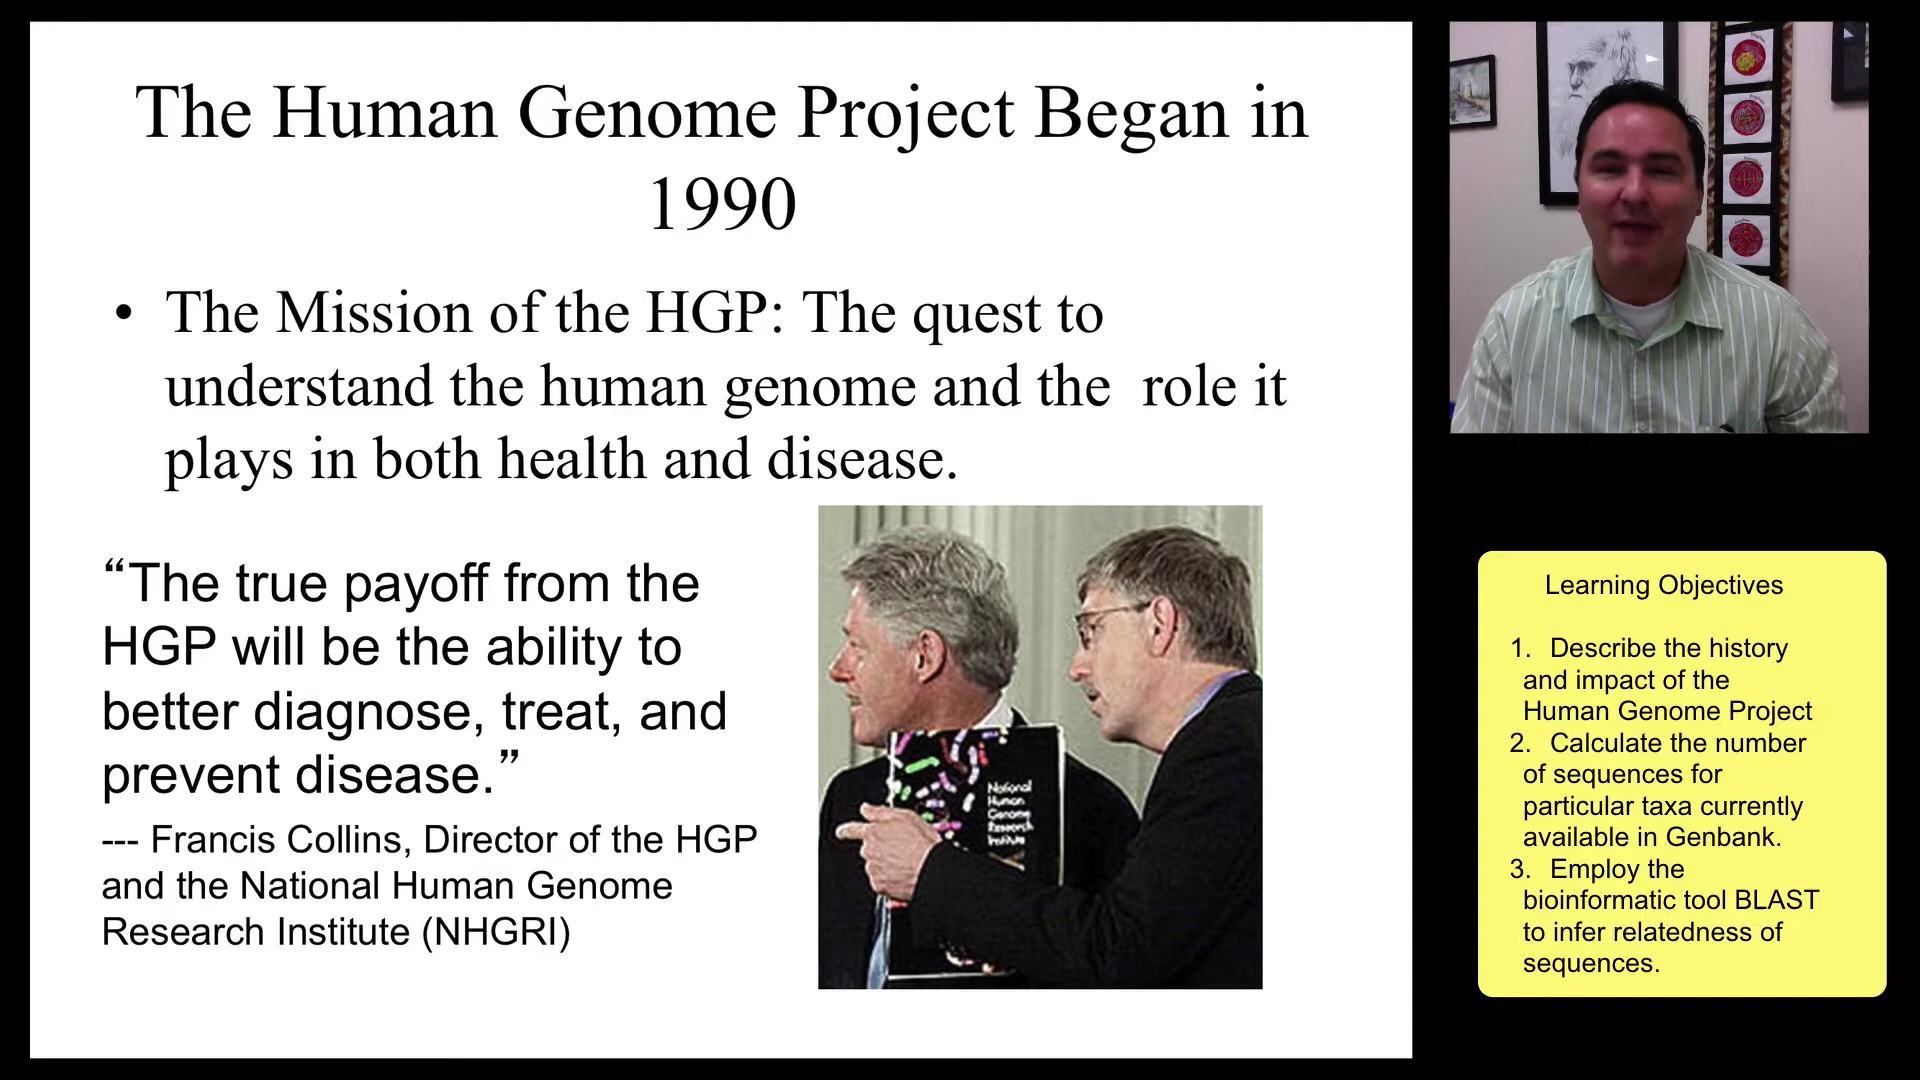 The Human Genome Project Began in
1990
• The Mission of the HGP: The quest to
understand the human genome and the role it
plays in both health and disease.
“The true payoff from the
HGP will be the ability to
better diagnose, treat, and
prevent disease.”
--- Francis Collins, Director of the HGP
and the National Human Genome
Research Institute (NHGRI)
National
Human
Genome
Research
Institute
Learning Objectives
1. Describe the history
and impact of the
Human Genome Project
2. Calculate the number
of sequences for
particular taxa currently
available in Genbank.
3. Employ the
bioinformatic tool BLAST
to infer relatedness of
sequences.